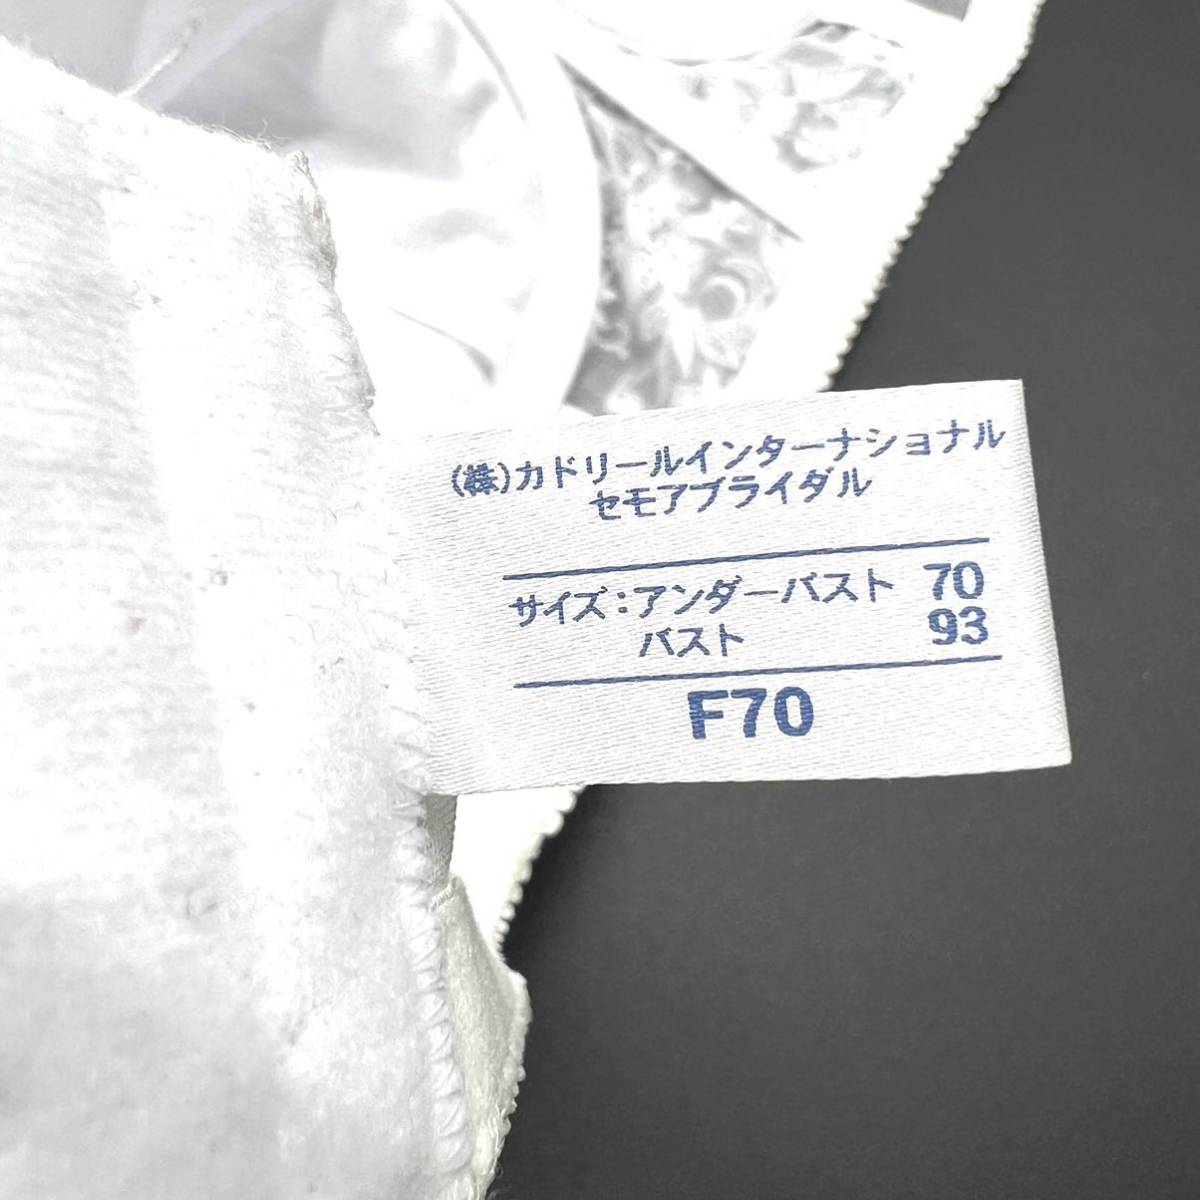 (株)カドリールインターナショナル
セモアブライダル
サイズ:アンダーバスト 70
バスト 93
F70